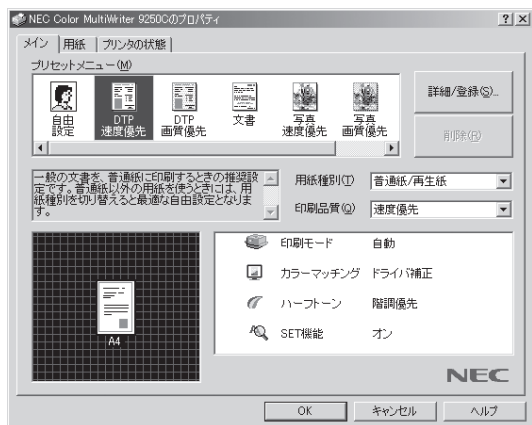 NEC Color MultiWriter 9250Cのプロパティ
メイン 用紙 プリンタの状態
プリセットメニュー(M)
自由設定
DTP速度優先
DTP画質優先
文書
写真速度優先
写真画質優先
詳細/登録(S)...
削除(R)
一般の文書を、普通紙に印刷するときの推奨設
定です。普通紙以外の用紙を使うときには、用
紙種別を切り替えると最適な自由設定となりま
す。
用紙種別(T) 普通紙/再生紙
印刷品質(Q) 速度優先
A4
印刷モード 自動
カラーマッチング ドライバ補正
ハーフトーン 階調優先
SET機能 オン
NEC
OK キャンセル ヘルプ